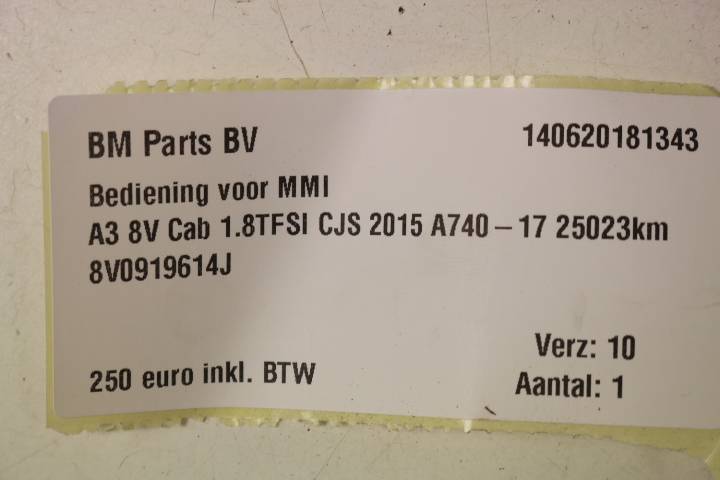 BM Parts BV 140620181343
Bediening voor MMI
A3 8V Cab 1.8TFSI CJS 2015 A740 – 17 25023km
8V0919614J
Verz: 10
250 euro inkl. BTW Aantal: 1